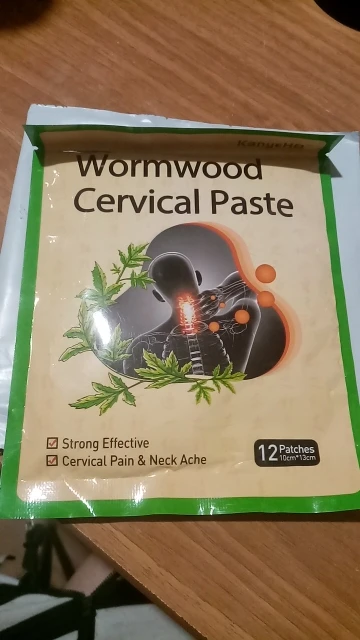 Wormwood
Cervical Paste
Strong Effective
Cervical Pain & Neck Ache
12 Patches
10cm*13cm